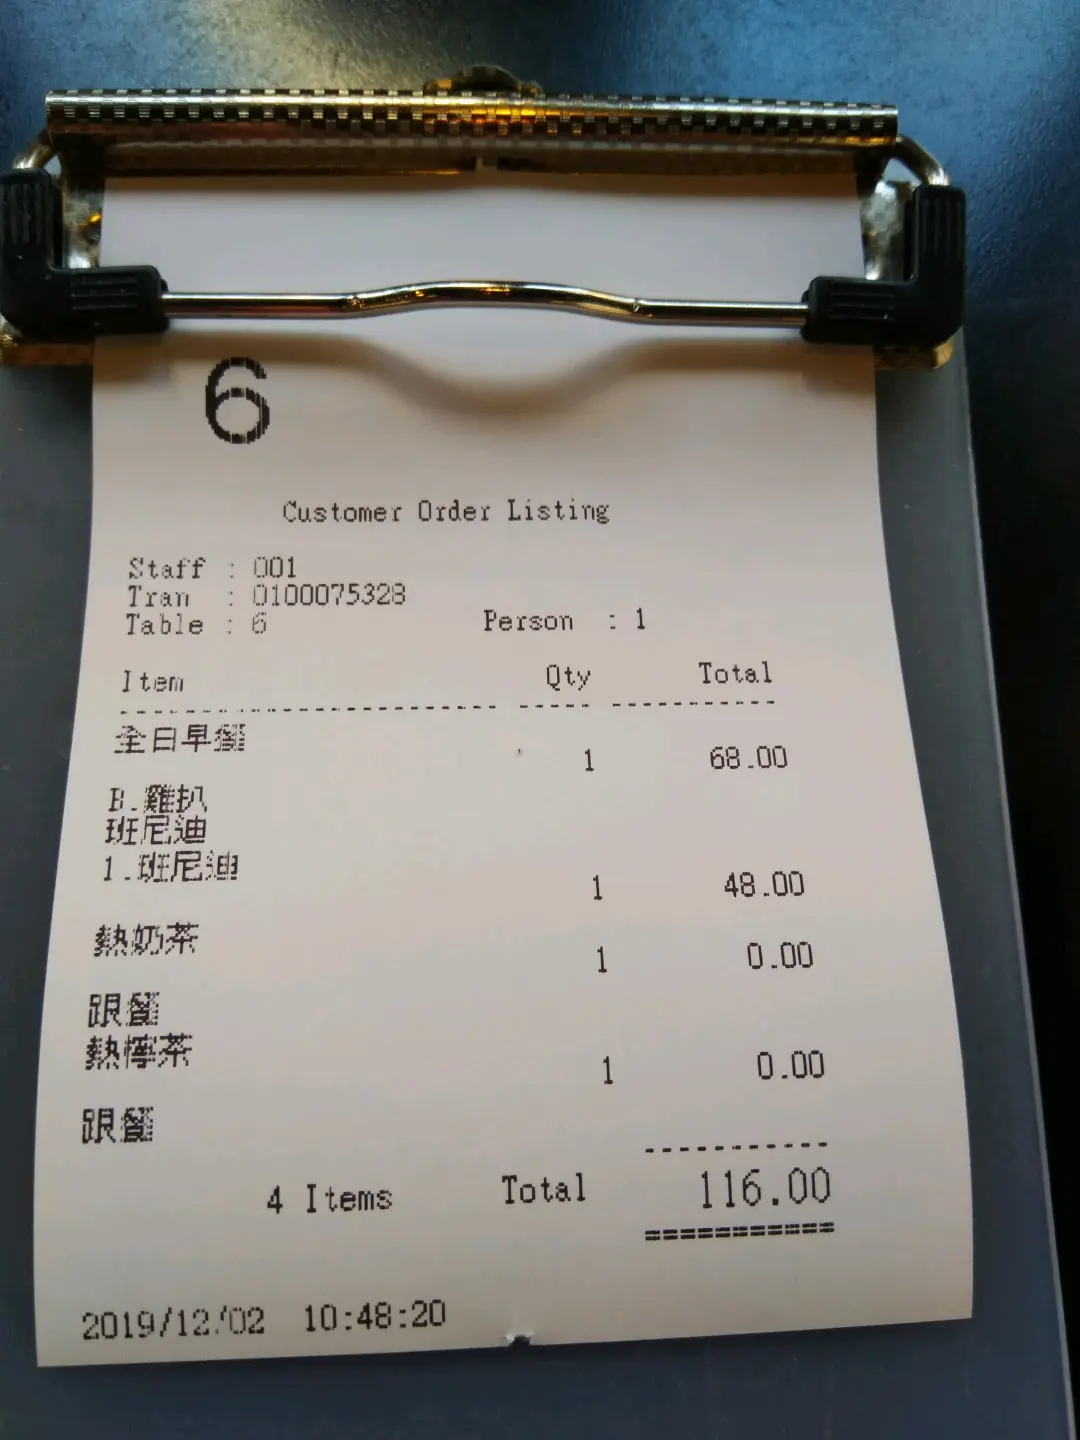 6
Customer Order Listing
Staff : 001
Tran : 0100075328
Table : 6 Person : 1
Item Qty Total
全日早餐
1 68.00
B.雞扒
班尼迪
1.班尼迪
1 48.00
熱奶茶
1 0.00
跟餐
熱檸茶
1 0.00
跟餐
4 Items Total 116.00
2019/12/02 10:48:20